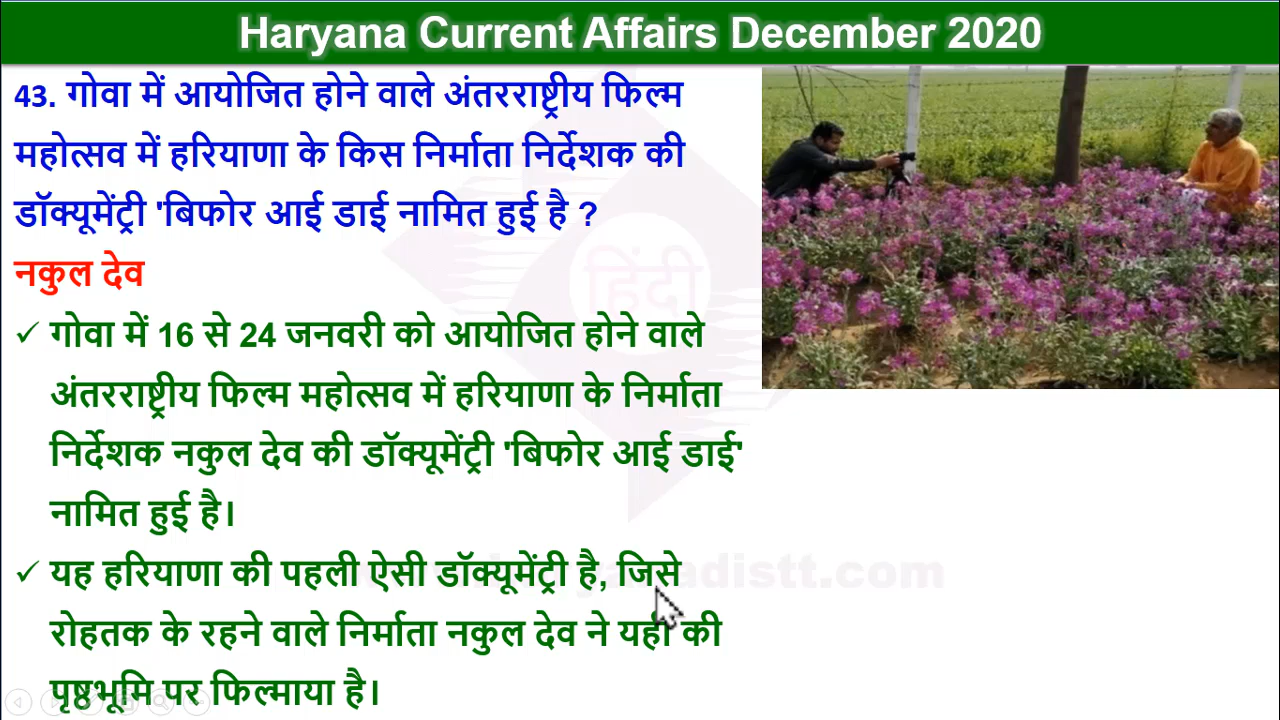 Haryana Current Affairs December 2020
43. गोवा में आयोजित होने वाले अंतरराष्ट्रीय फिल्म
महोत्सव में हरियाणा के किस निर्माता निर्देशक की
डॉक्यूमेंट्री 'बिफोर आई डाई नामित हुई है ?
नकुल देव
✓ गोवा में 16 से 24 जनवरी को आयोजित होने वाले
अंतरराष्ट्रीय फिल्म महोत्सव में हरियाणा के निर्माता
निर्देशक नकुल देव की डॉक्यूमेंट्री 'बिफोर आई डाई'
नामित हुई है।
✓ यह हरियाणा की पहली ऐसी डॉक्यूमेंट्री है, जिसे
रोहतक के रहने वाले निर्माता नकुल देव ने यहां की
पृष्ठभूमि पर फिल्माया है।
हिंदी